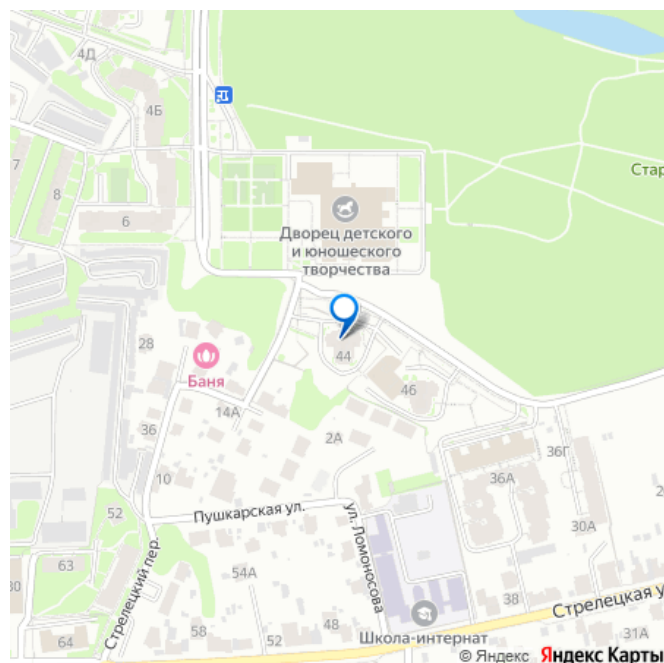 4Д
4Б
7
8
Стар
6
Дворец детского
и юношеского
творчества
28
Баня
44
46
14А
36
2А
36Г
10
36А
52
Пушкарская ул.
30А
ул. Ломоносова
63
Стрелецкий пер.
54А
38
Стрелецкая у
58
52
48
64
31А
Школа-интернат
© Яндекс Яндекс Карты